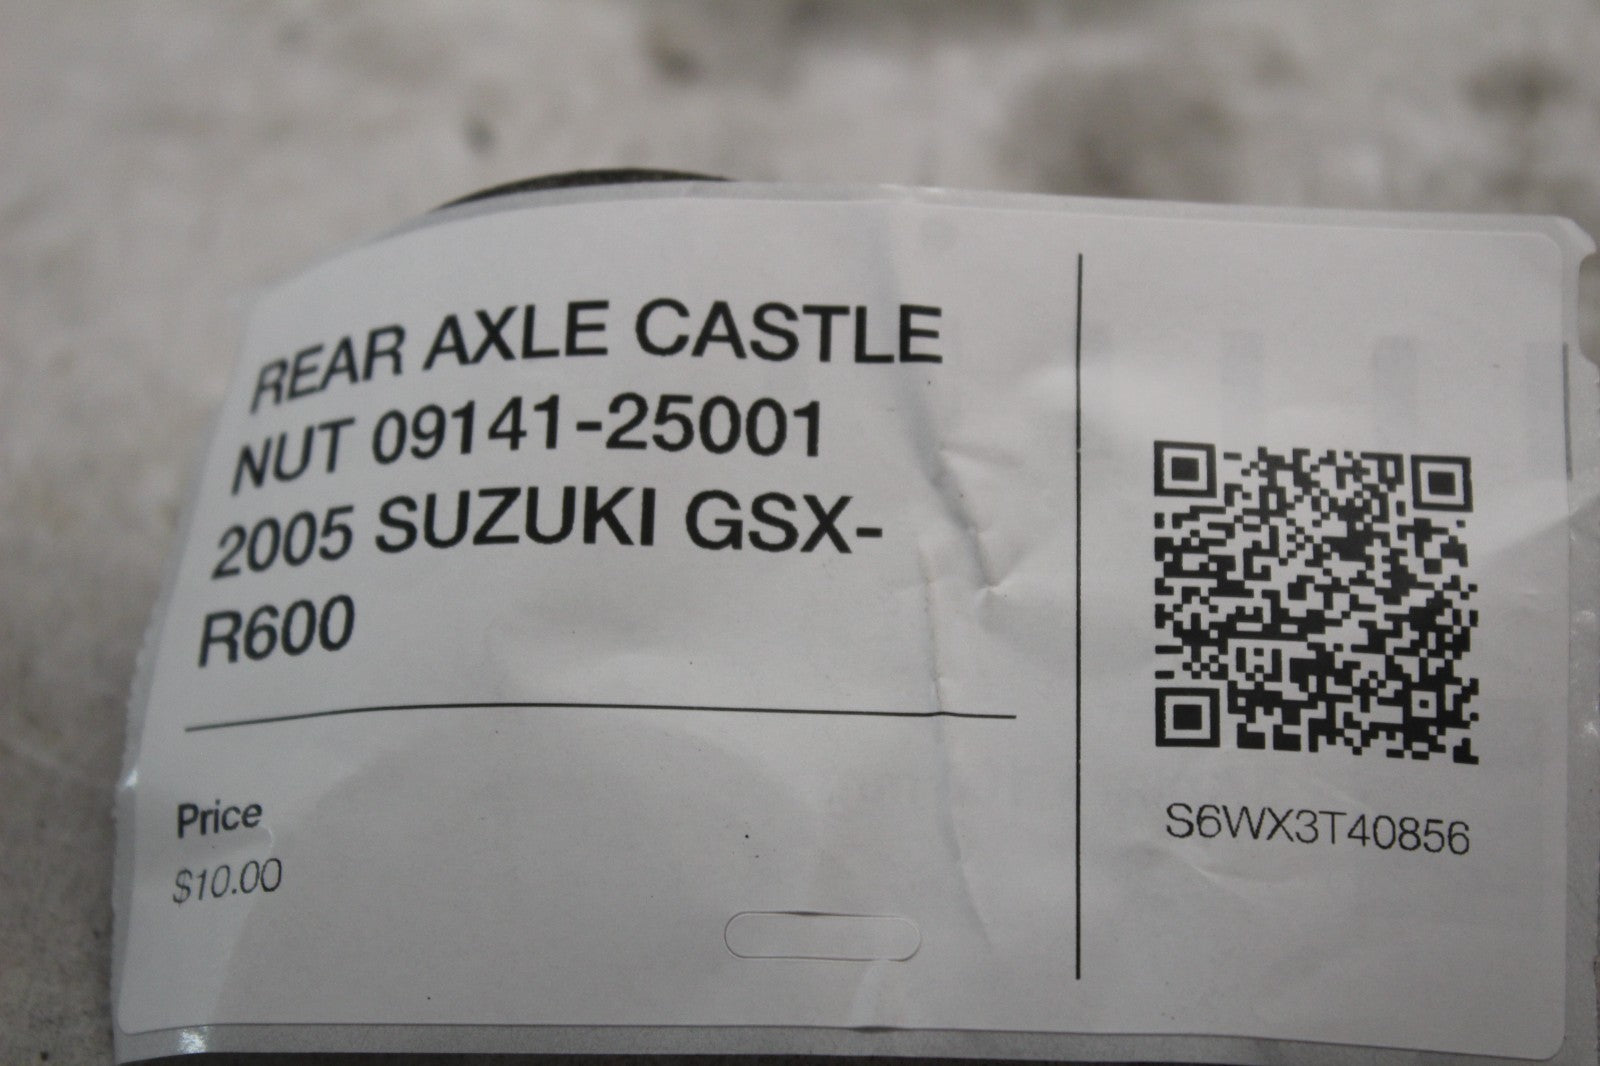 REAR AXLE CASTLE
NUT 09141-25001
2005 SUZUKI GSX-
R600
Price
$10.00
S6WX3T40856